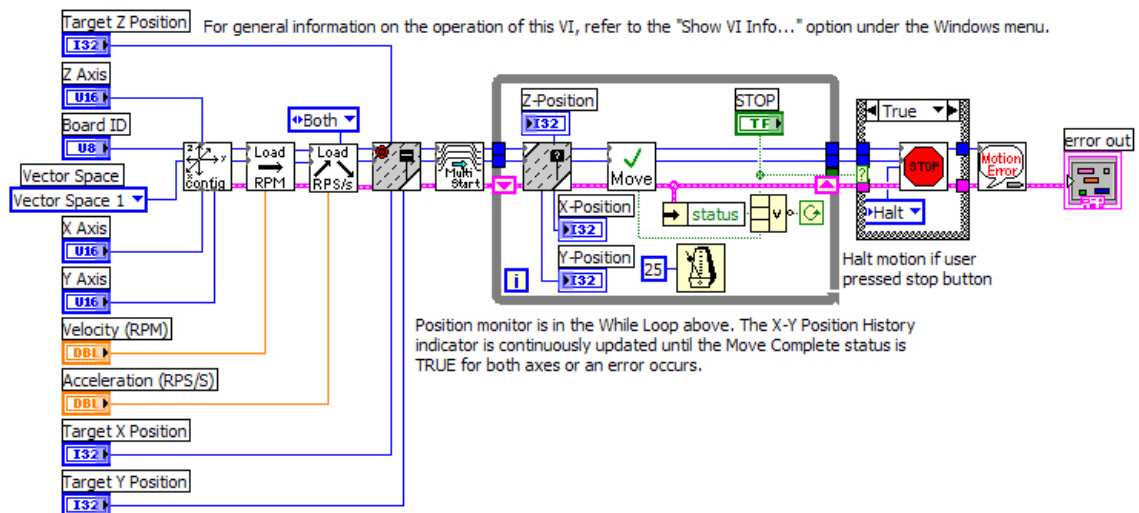 Target Z Position
For general information on the operation of this VI, refer to the "Show VI Info..." option under the Windows menu.
I32
Z Axis
U16
Board ID
U8
Vector Space
Vector Space 1
X Axis
U16
Y Axis
U16
Velocity (RPM)
DBL
Acceleration (RPS/S)
DBL
Target X Position
I32
Target Y Position
I32
z
y
x
config
Load
RPM
Both
Load
RPS/s
Multi
Start
Z-Position
I32
?
Move
X-Position
I32
Y-Position
I32
i
STOP
TF
status
v
25
True
?
STOP
Halt
Motion
Error
error out
Halt motion if user
pressed stop button
Position monitor is in the While Loop above. The X-Y Position History
indicator is continuously updated until the Move Complete status is
TRUE for both axes or an error occurs.